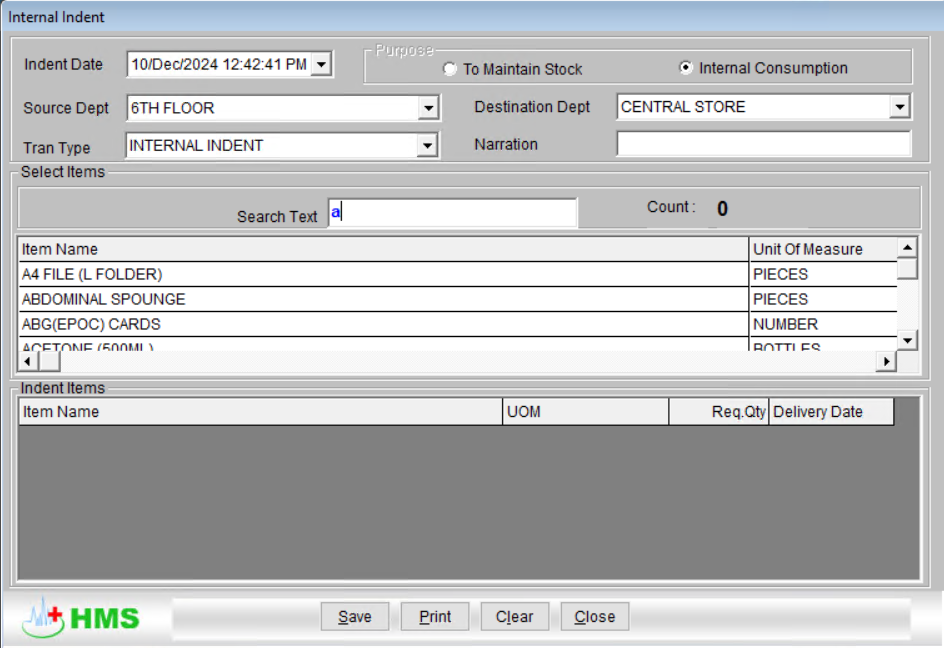 Internal Indent
Indent Date 10/Dec/2024 12:42:41 PM Purpose To Maintain Stock Internal Consumption
Source Dept 6TH FLOOR Destination Dept CENTRAL STORE
Tran Type INTERNAL INDENT Narration
Select Items
Search Text a Count : 0
Item Name Unit Of Measure
A4 FILE (L FOLDER) PIECES
ABDOMINAL SPOUNGE PIECES
ABG(EPOC) CARDS NUMBER
ACETONE (500ML) BOTTLES
Indent Items
Item Name UOM Req.Qty Delivery Date
HMS Save Print Clear Close